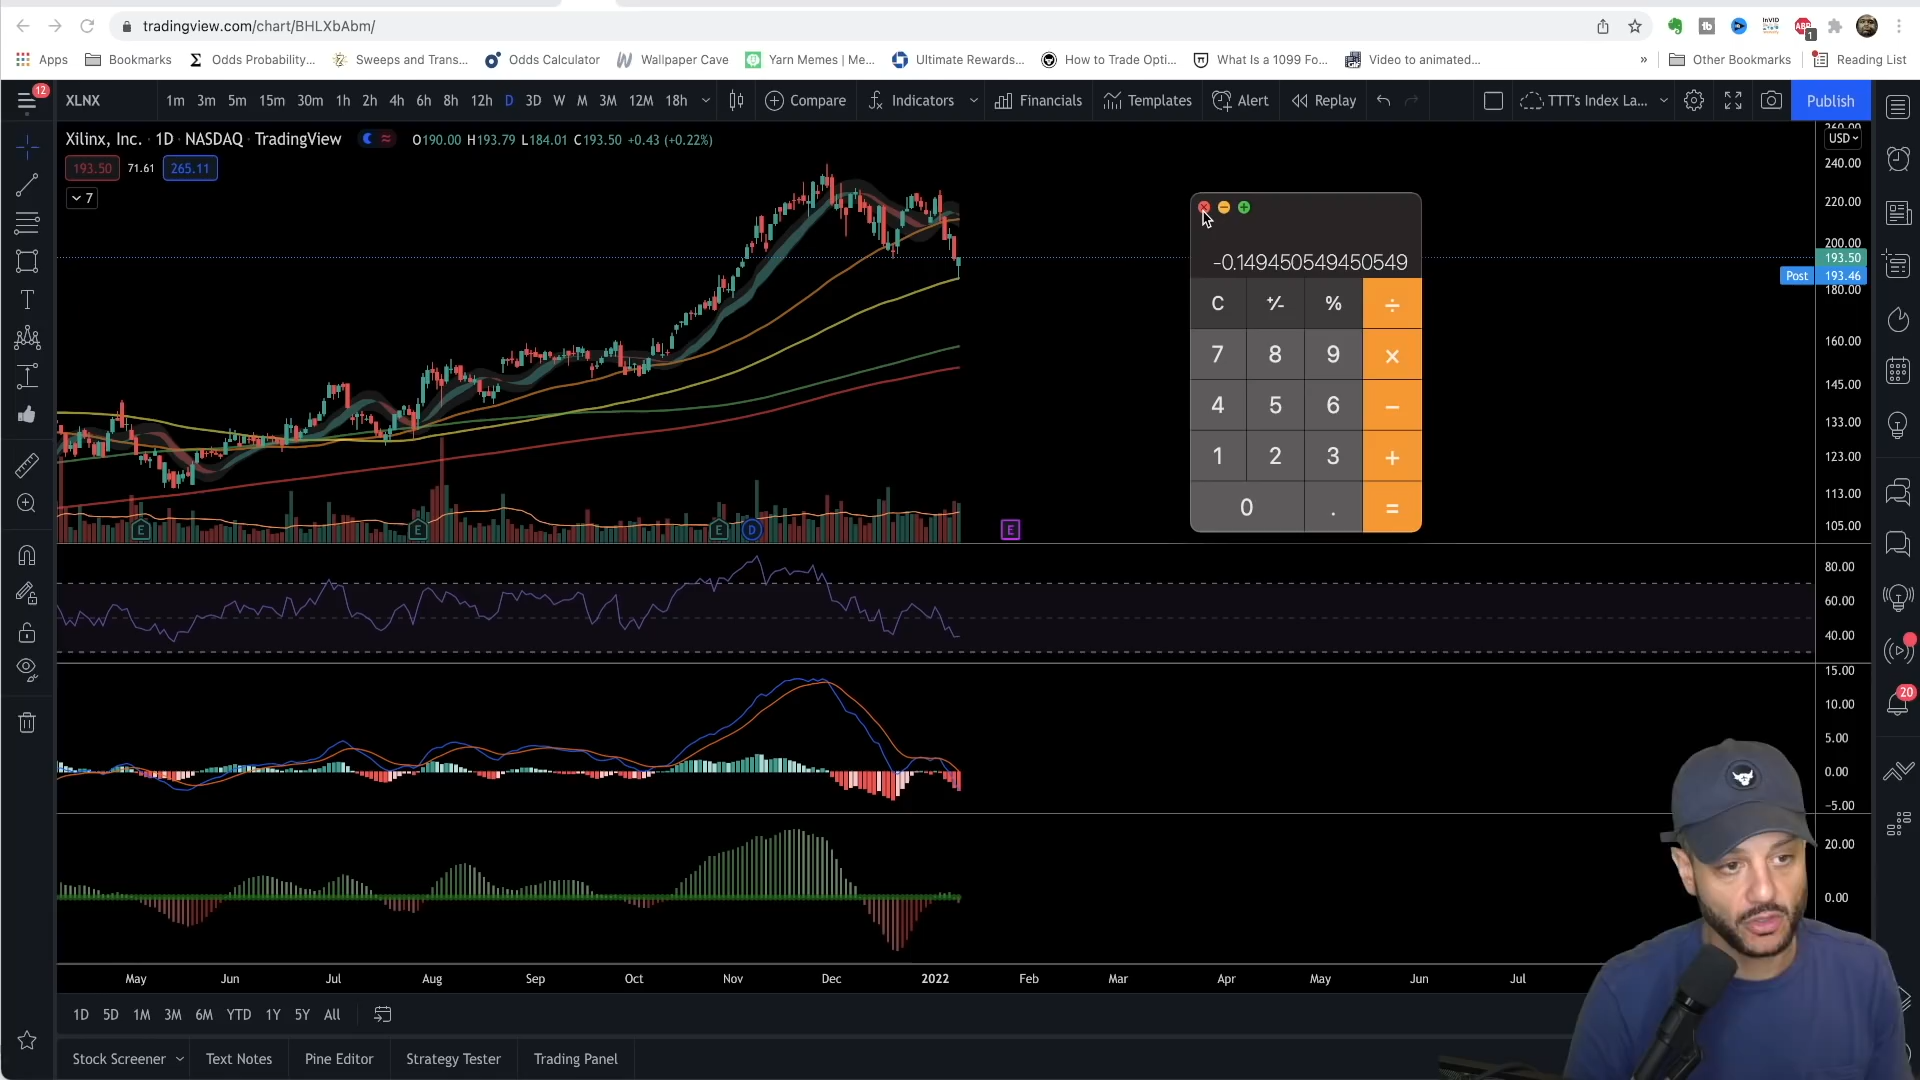 tradingview.com/chart/BHLXbAbm/
tb
InVID
ABP
1
Apps Bookmarks Odds Probability... Sweeps and Trans... Odds Calculator Wallpaper Cave Yarn Memes | Me... Ultimate Rewards... How to Trade Opti... What Is a 1099 Fo... Video to animated... » Other Bookmarks Reading List
12
XLNX 1m 3m 5m 15m 30m 1h 2h 4h 6h 8h 12h D 3D W M 3M 12M 18h Compare Indicators Financials Templates Alert Replay TTT's Index La... Publish
Xilinx, Inc. · 1D · NASDAQ · TradingView O190.00 H193.79 L184.01 C193.50 +0.43 (+0.22%)
193.50 71.61 265.11
7
260.00
USD
240.00
220.00
200.00
193.50
Post 193.46
180.00
160.00
145.00
133.00
123.00
113.00
105.00
-0.149450549450549
C +/- % ÷
7 8 9 ×
4 5 6 −
1 2 3 +
0 . =
E E E D E
80.00
60.00
40.00
15.00
10.00
5.00
0.00
−5.00
20.00
0.00
20
May Jun Jul Aug Sep Oct Nov Dec 2022 Feb Mar Apr May Jun Jul
1D 5D 1M 3M 6M YTD 1Y 5Y All
Stock Screener Text Notes Pine Editor Strategy Tester Trading Panel